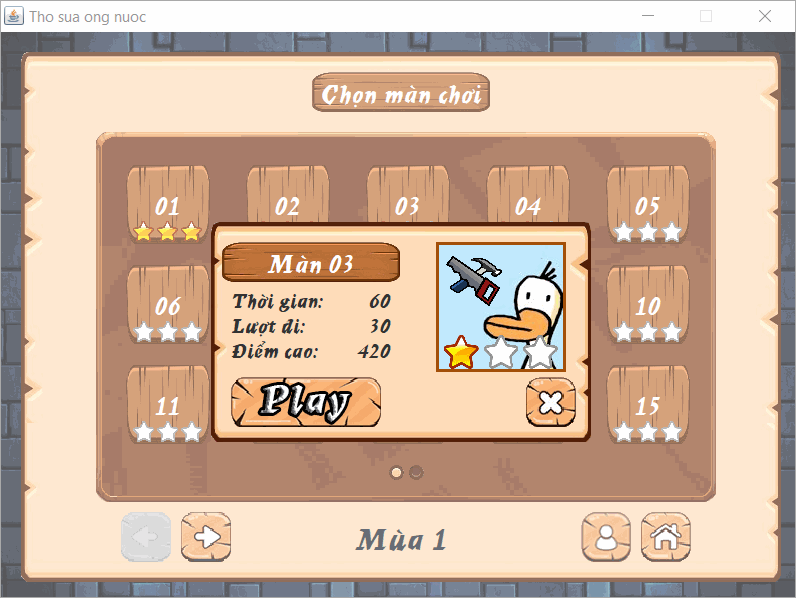 Tho sua ong nuoc
Chọn màn chơi
01 02 03 04 05
Màn 03
Thời gian: 60
Lượt đi: 30
Điểm cao: 420
Play
06 10
11 15
Mùa 1